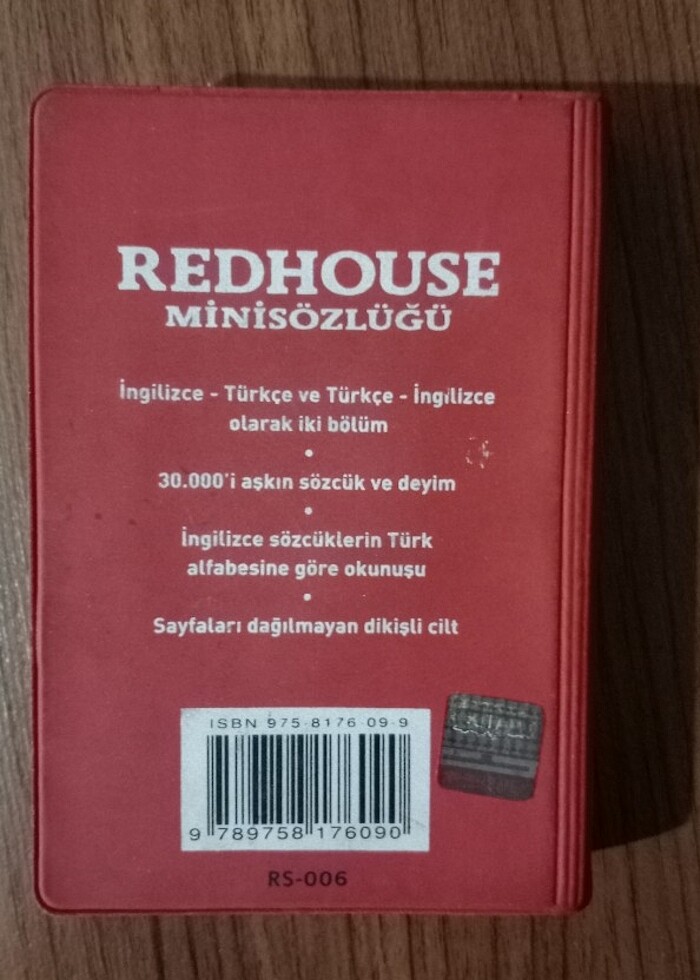 REDHOUSE
MİNİSÖZLÜĞÜ
İngilizce - Türkçe ve Türkçe - İngilizce
olarak iki bölüm
•
30.000'i aşkın sözcük ve deyim
•
İngilizce sözcüklerin Türk
alfabesine göre okunuşu
•
Sayfaları dağılmayan dikişli cilt
ISBN 975-8176-09-9
9 789758 176090
RS-006